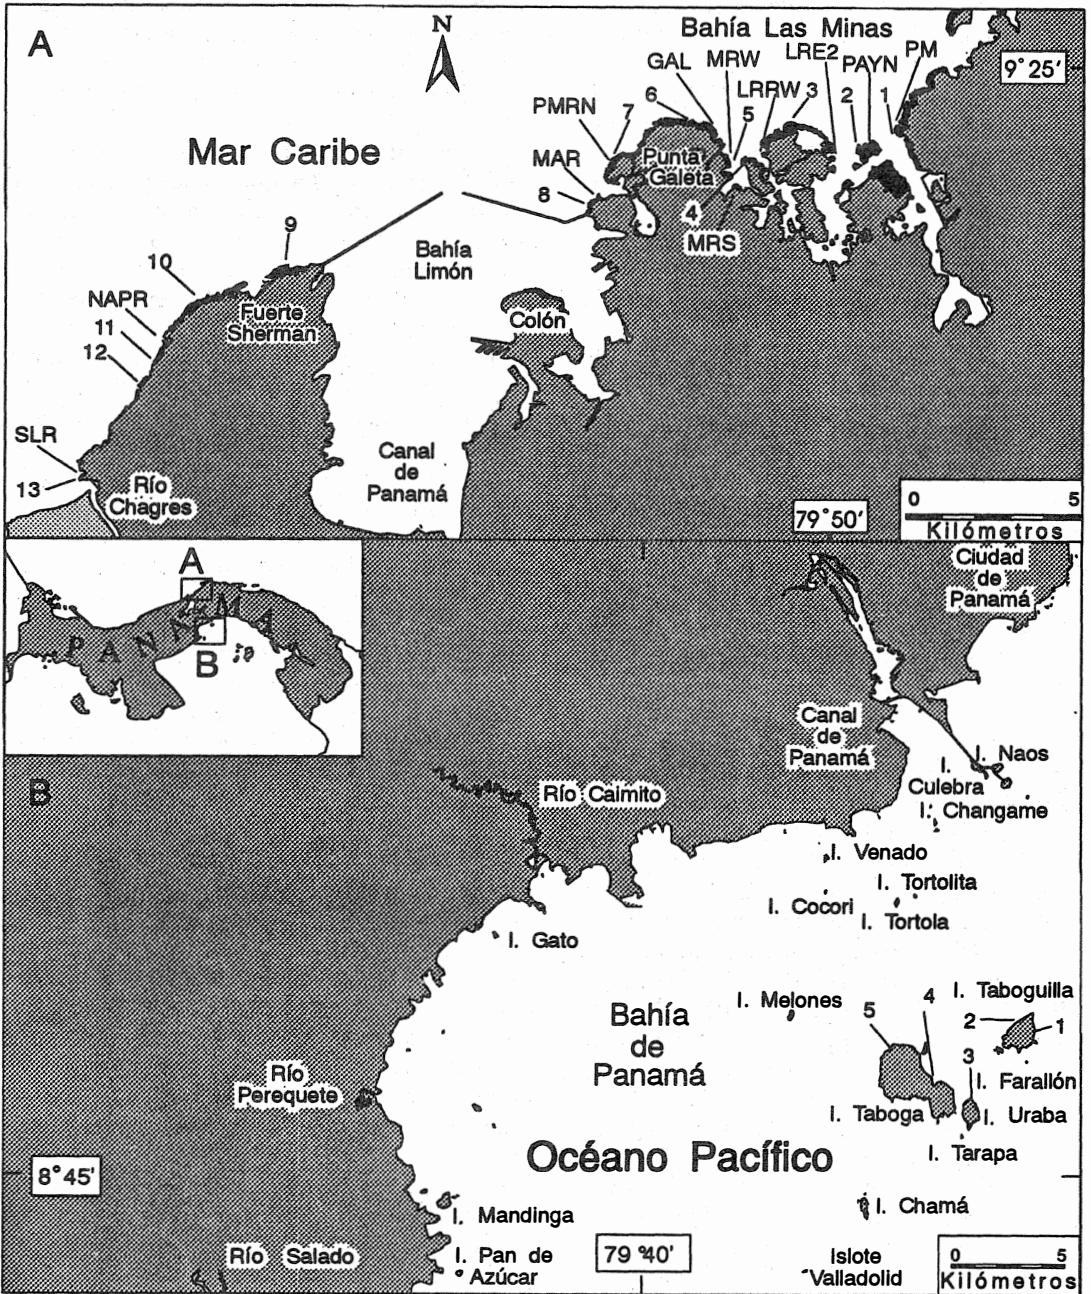 A
N
Bahía Las Minas
GAL MRW LRE2 PAYN PM
9°25'
LRRW
PMRN 7 6 5 3 2 1
Mar Caribe
MAR
8
Punta
Galeta
4
MRS
9
Bahía
Limón
10
NAPR
11
12
Fuerte
Sherman
Colón
SLR
13
Río
Chagres
Canal
de
Panamá
79°50'
0 5
Kilómetros
A
PANAMA
B
Ciudad
de
Panamá
Canal
de
Panamá
I. Naos
I.
Culebra
I. Changame
B
Río Caimito
I. Venado
I. Tortolita
I. Cocori
I. Tortola
I. Gato
I. Melones
Bahía
de
Panamá
5
4
I. Taboguilla
2 1
3
I. Farallón
Río
Perequete
I. Taboga
I. Uraba
I. Tarapa
Océano Pacífico
8°45'
I. Chamá
I. Mandinga
Río Salado
I. Pan de
Azúcar
79°40'
Islote
Valladolid
0 5
Kilómetros